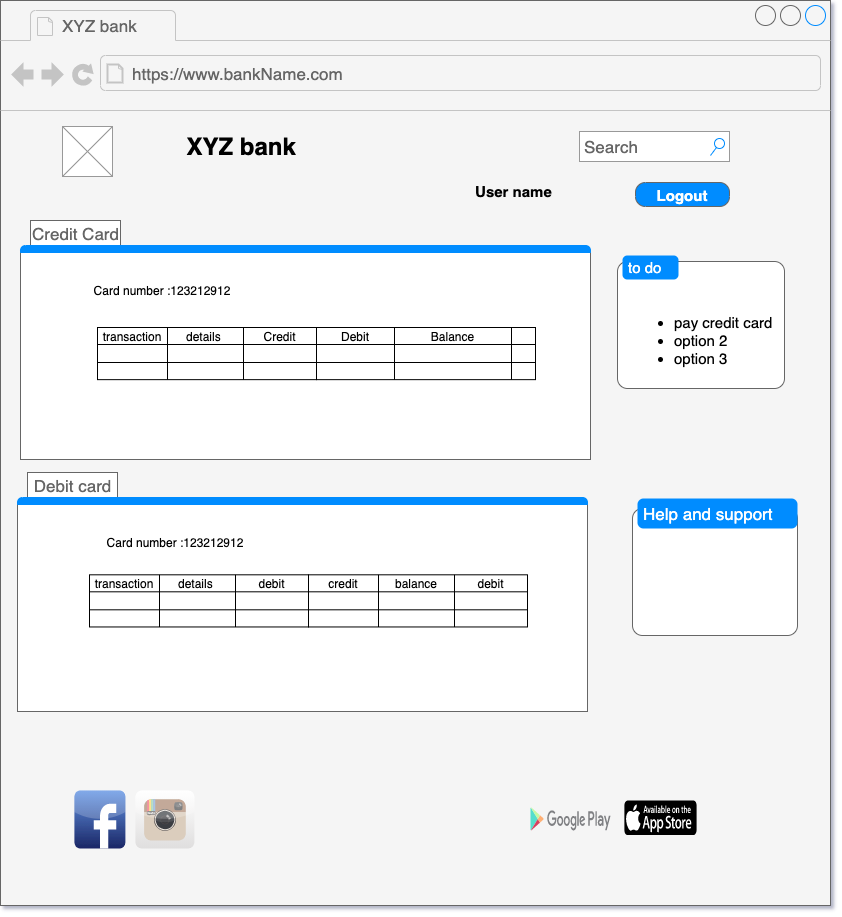 XYZ bank
https://www.bankName.com
XYZ bank
Search
User name
Logout
Credit Card
Card number :123212912
transaction details Credit Debit Balance
to do
pay credit card
option 2
option 3
Debit card
Card number :123212912
transaction details debit credit balance debit
Help and support
Google Play
Available on the
App Store